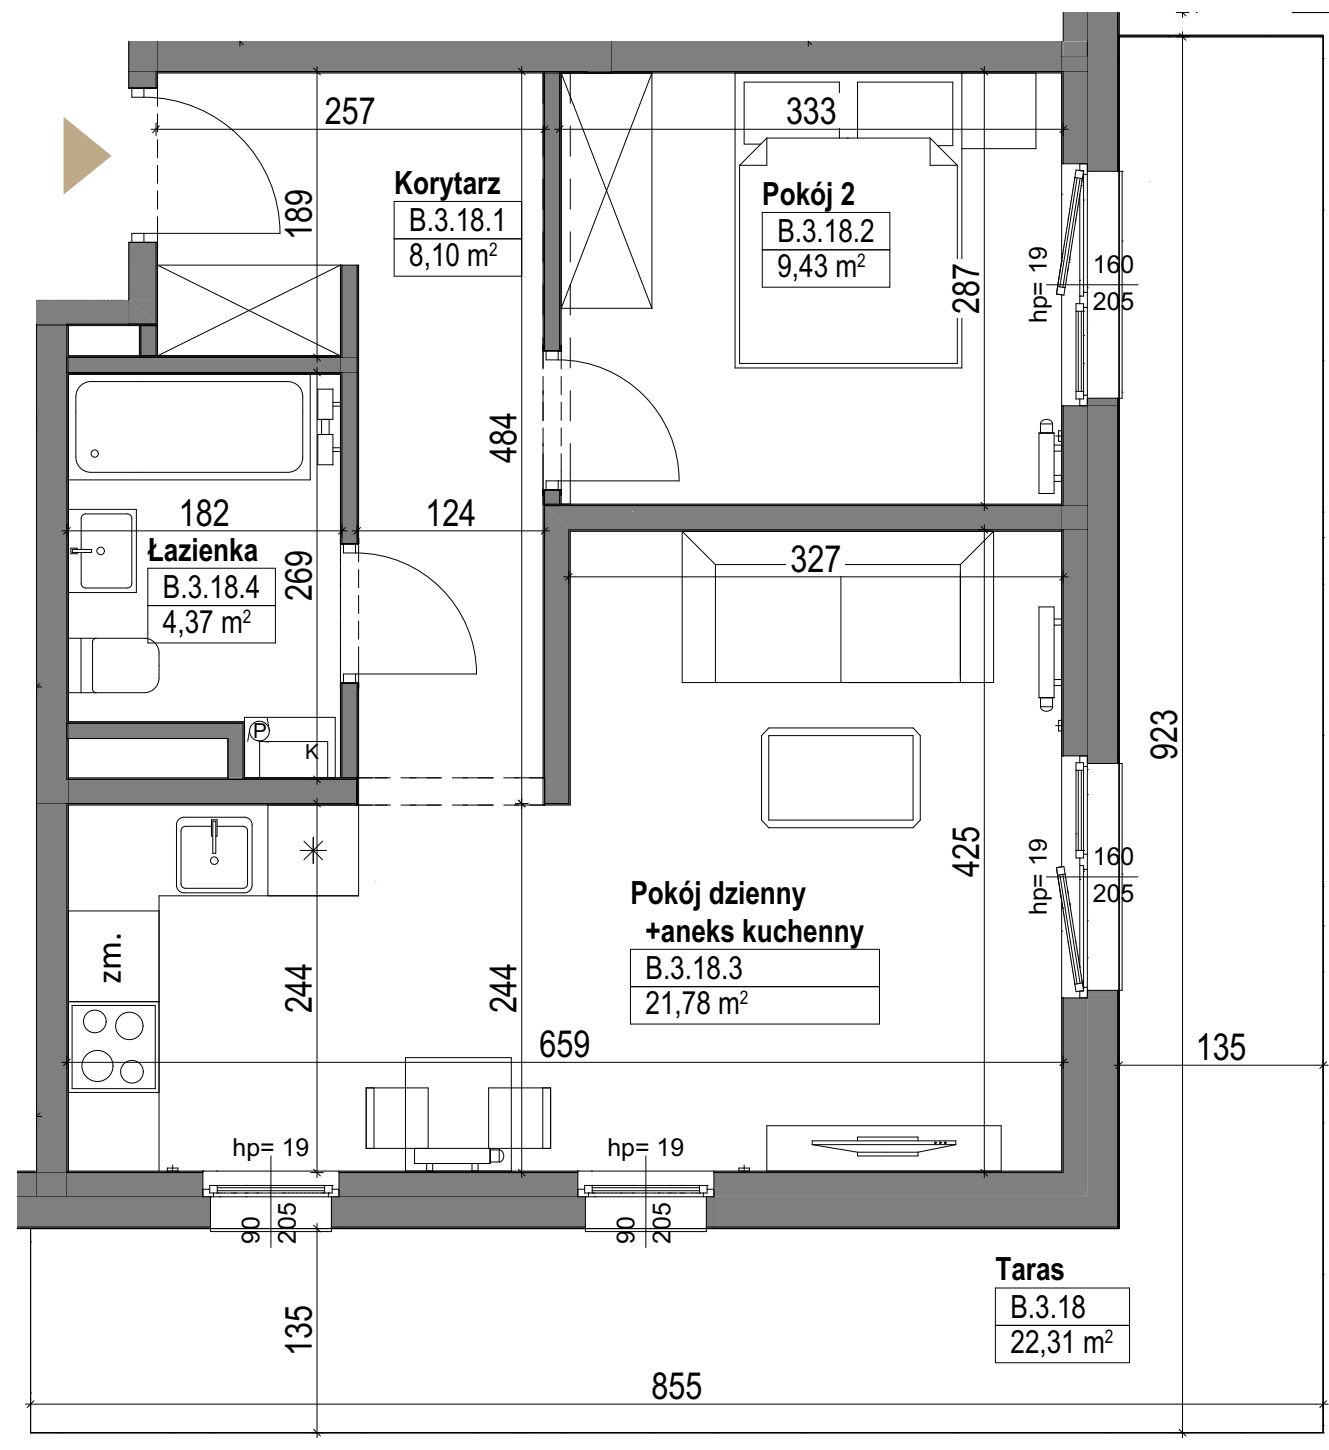 257
333
189
Korytarz
B.3.18.1
8,10 m²
Pokój 2
B.3.18.2
9,43 m²
287
hp= 19
160
205
484
182
124
Łazienka
B.3.18.4
4,37 m²
269
327
P
K
923
425
hp= 19
160
205
Pokój dzienny
+aneks kuchenny
B.3.18.3
21,78 m²
zm.
244
244
659
135
hp= 19
90
205
hp= 19
90
205
Taras
B.3.18
22,31 m²
135
855